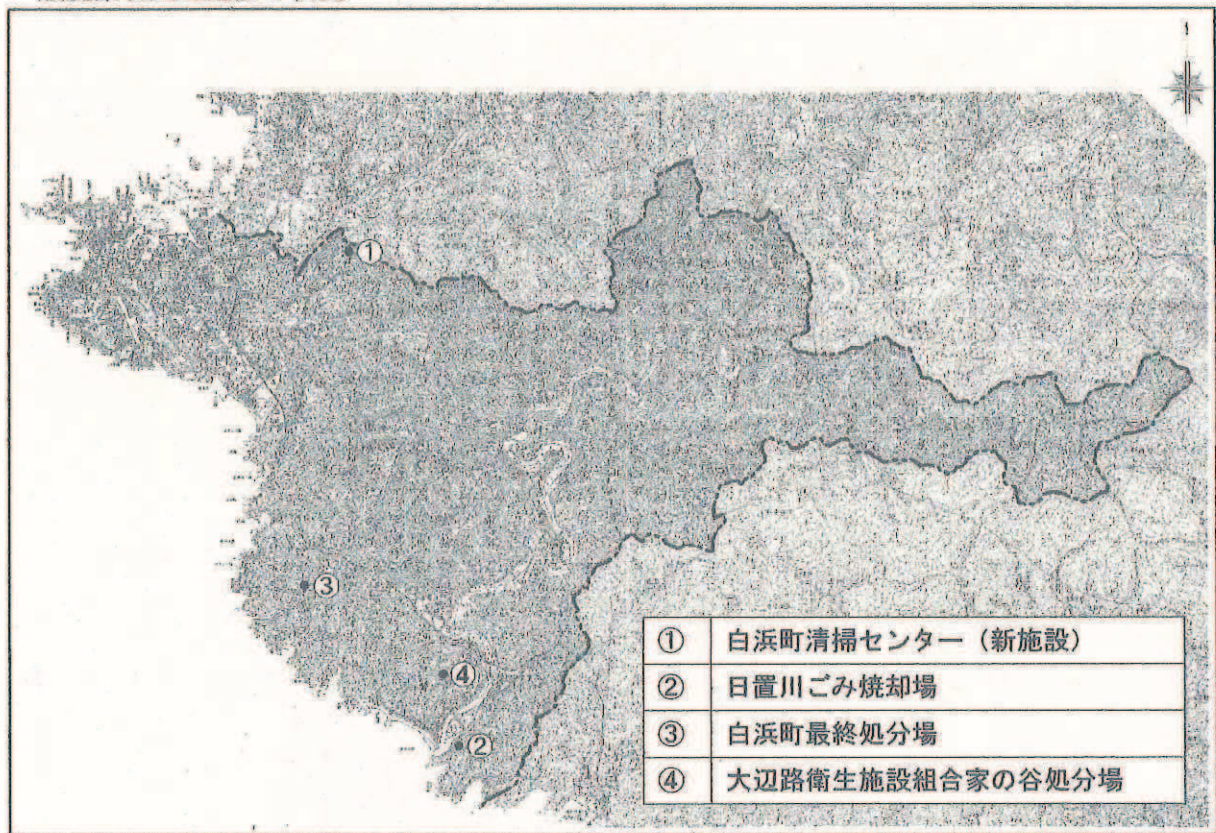 ①
③
④
②
① 白浜町清掃センター（新施設）
② 日置川ごみ焼却場
③ 白浜町最終処分場
④ 大辺路衛生施設組合家の谷処分場